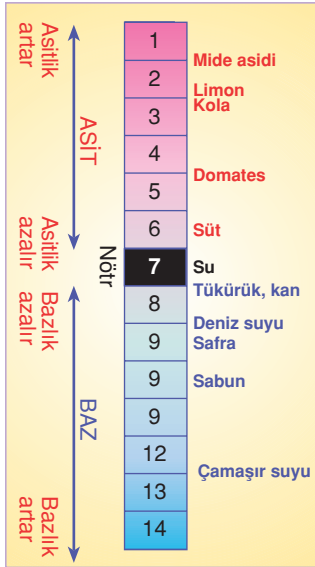 Asitlik
artar
ASİT
Asitlik
azalır
Nötr
Bazlık
azalır
BAZ
Bazlık
artar
1
2
3
4
5
6
7
8
9
9
9
12
13
14
Mide asidi
Limon
Kola
Domates
Süt
Su
Tükürük, kan
Deniz suyu
Safra
Sabun
Çamaşır suyu